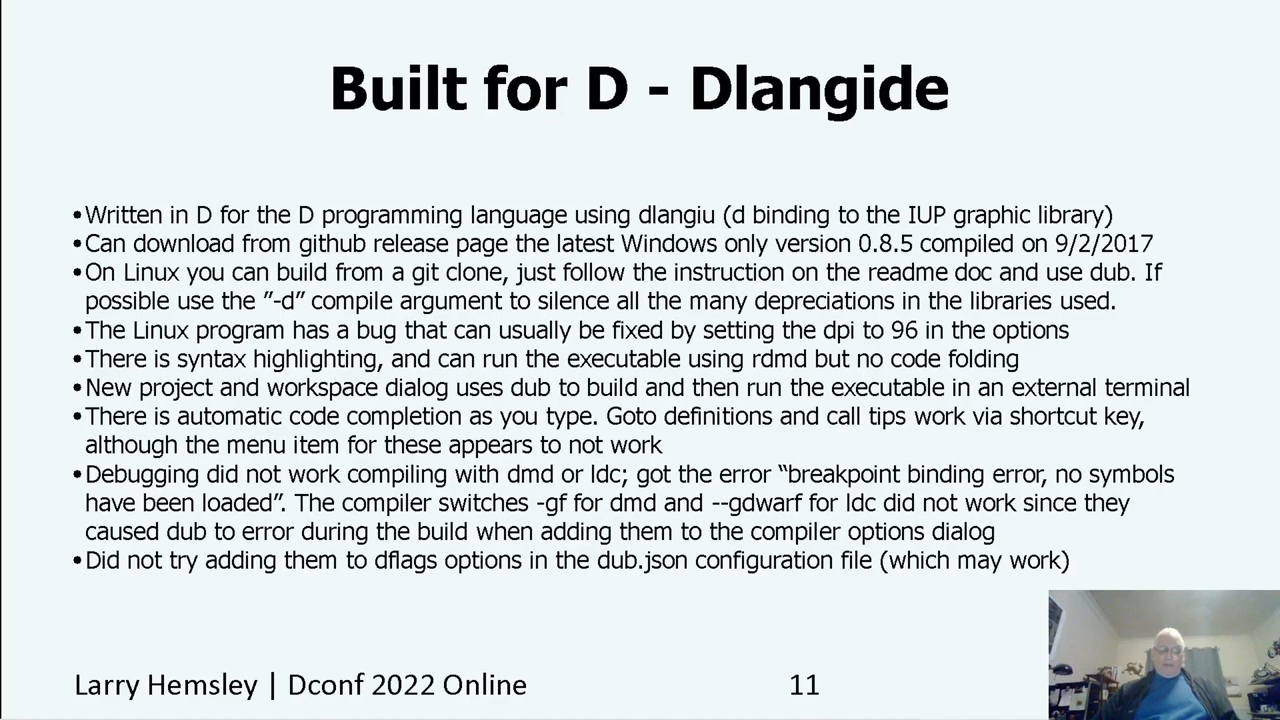 Built for D - Dlangide
•Written in D for the D programming language using dlangiu (d binding to the IUP graphic library)
•Can download from github release page the latest Windows only version 0.8.5 compiled on 9/2/2017
•On Linux you can build from a git clone, just follow the instruction on the readme doc and use dub. If
possible use the ”-d” compile argument to silence all the many depreciations in the libraries used.
•The Linux program has a bug that can usually be fixed by setting the dpi to 96 in the options
•There is syntax highlighting, and can run the executable using rdmd but no code folding
•New project and workspace dialog uses dub to build and then run the executable in an external terminal
•There is automatic code completion as you type. Goto definitions and call tips work via shortcut key,
although the menu item for these appears to not work
•Debugging did not work compiling with dmd or ldc; got the error “breakpoint binding error, no symbols
have been loaded”. The compiler switches -gf for dmd and --gdwarf for ldc did not work since they
caused dub to error during the build when adding them to the compiler options dialog
•Did not try adding them to dflags options in the dub.json configuration file (which may work)
Larry Hemsley | Dconf 2022 Online
11